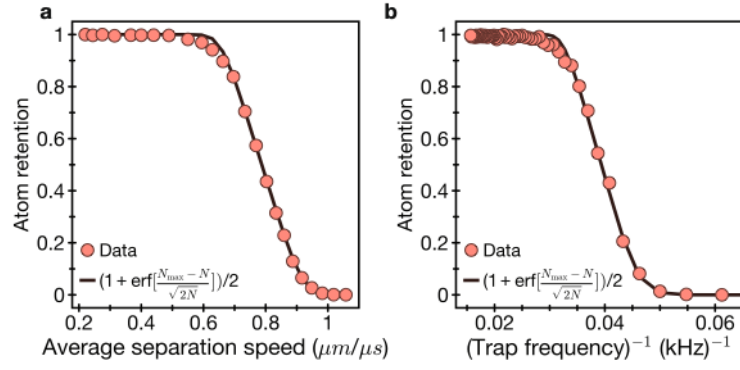 a
Atom retention
1
0.8
0.6
0.4
0.2
0
Data
(1 + erf[(N_max − N)/√2N])/2
0.2 0.4 0.6 0.8 1
Average separation speed (μm/μs)
b
Atom retention
1
0.8
0.6
0.4
0.2
0
Data
(1 + erf[(N_max − N)/√2N])/2
0.02 0.04 0.06
(Trap frequency)⁻¹ (kHz)⁻¹